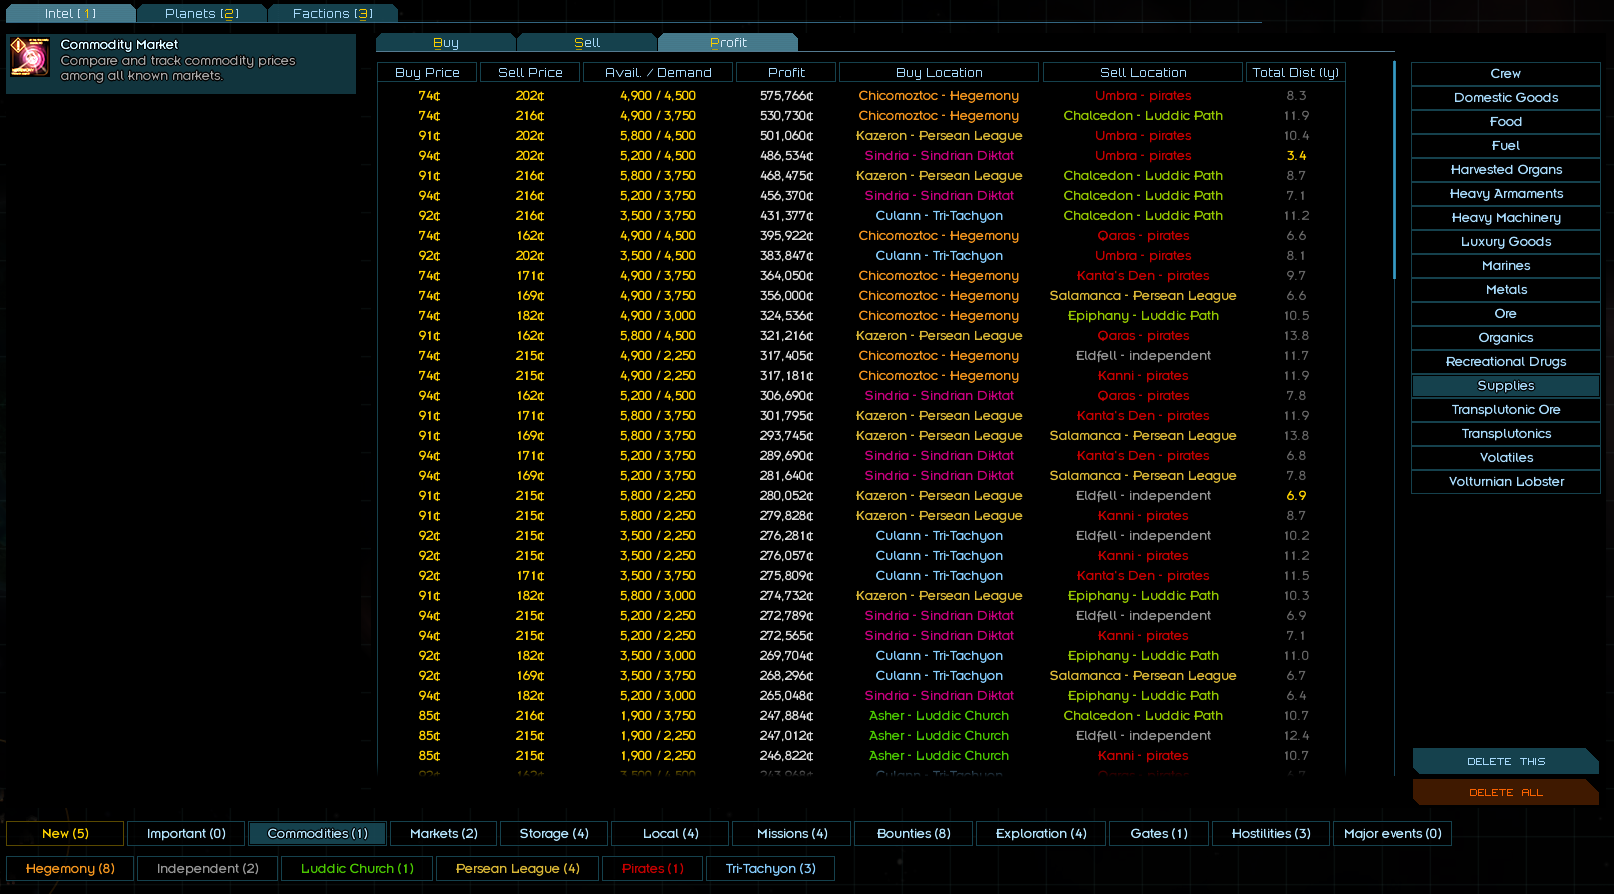 Intel [1] Planets [2] Factions [3]
Commodity Market
Compare and track commodity prices
among all known markets.
Buy Sell Profit
Buy Price Sell Price Avail. / Demand Profit Buy Location Sell Location Total Dist (ly)
74¢ 202¢ 4,900 / 4,500 575,766¢ Chicomoztoc - Hegemony Umbra - pirates 8.3
74¢ 216¢ 4,900 / 3,750 530,730¢ Chicomoztoc - Hegemony Chalcedon - Luddic Path 11.9
91¢ 202¢ 5,800 / 4,500 501,060¢ Kazeron - Persean League Umbra - pirates 10.4
94¢ 202¢ 5,200 / 4,500 486,534¢ Sindria - Sindrian Diktat Umbra - pirates 3.4
91¢ 216¢ 5,800 / 3,750 468,475¢ Kazeron - Persean League Chalcedon - Luddic Path 8.7
94¢ 216¢ 5,200 / 3,750 456,370¢ Sindria - Sindrian Diktat Chalcedon - Luddic Path 7.1
92¢ 216¢ 3,500 / 3,750 431,377¢ Culann - Tri-Tachyon Chalcedon - Luddic Path 11.2
74¢ 162¢ 4,900 / 4,500 395,922¢ Chicomoztoc - Hegemony Qaras - pirates 6.6
92¢ 202¢ 3,500 / 4,500 383,847¢ Culann - Tri-Tachyon Umbra - pirates 8.1
74¢ 171¢ 4,900 / 3,750 364,050¢ Chicomoztoc - Hegemony Kanta's Den - pirates 9.7
74¢ 169¢ 4,900 / 3,750 356,000¢ Chicomoztoc - Hegemony Salamanca - Persean League 6.6
74¢ 182¢ 4,900 / 3,000 324,536¢ Chicomoztoc - Hegemony Epiphany - Luddic Path 10.5
91¢ 162¢ 5,800 / 4,500 321,216¢ Kazeron - Persean League Qaras - pirates 13.8
74¢ 215¢ 4,900 / 2,250 317,405¢ Chicomoztoc - Hegemony Eldfell - independent 11.7
74¢ 215¢ 4,900 / 2,250 317,181¢ Chicomoztoc - Hegemony Kanni - pirates 11.9
94¢ 162¢ 5,200 / 4,500 306,690¢ Sindria - Sindrian Diktat Qaras - pirates 7.8
91¢ 171¢ 5,800 / 3,750 301,795¢ Kazeron - Persean League Kanta's Den - pirates 11.9
91¢ 169¢ 5,800 / 3,750 293,745¢ Kazeron - Persean League Salamanca - Persean League 13.8
94¢ 171¢ 5,200 / 3,750 289,690¢ Sindria - Sindrian Diktat Kanta's Den - pirates 6.8
94¢ 169¢ 5,200 / 3,750 281,640¢ Sindria - Sindrian Diktat Salamanca - Persean League 7.8
91¢ 215¢ 5,800 / 2,250 280,052¢ Kazeron - Persean League Eldfell - independent 6.9
91¢ 215¢ 5,800 / 2,250 279,828¢ Kazeron - Persean League Kanni - pirates 8.7
92¢ 215¢ 3,500 / 2,250 276,281¢ Culann - Tri-Tachyon Eldfell - independent 10.2
92¢ 215¢ 3,500 / 2,250 276,057¢ Culann - Tri-Tachyon Kanni - pirates 11.2
92¢ 171¢ 3,500 / 3,750 275,809¢ Culann - Tri-Tachyon Kanta's Den - pirates 11.5
91¢ 182¢ 5,800 / 3,000 274,732¢ Kazeron - Persean League Epiphany - Luddic Path 10.3
94¢ 215¢ 5,200 / 2,250 272,789¢ Sindria - Sindrian Diktat Eldfell - independent 6.9
94¢ 215¢ 5,200 / 2,250 272,565¢ Sindria - Sindrian Diktat Kanni - pirates 7.1
92¢ 182¢ 3,500 / 3,000 269,704¢ Culann - Tri-Tachyon Epiphany - Luddic Path 11.0
92¢ 169¢ 3,500 / 3,750 268,296¢ Culann - Tri-Tachyon Salamanca - Persean League 6.7
94¢ 182¢ 5,200 / 3,000 265,048¢ Sindria - Sindrian Diktat Epiphany - Luddic Path 6.4
85¢ 216¢ 1,900 / 3,750 247,884¢ Asher - Luddic Church Chalcedon - Luddic Path 10.7
85¢ 215¢ 1,900 / 2,250 247,012¢ Asher - Luddic Church Eldfell - independent 12.4
85¢ 215¢ 1,900 / 2,250 246,822¢ Asher - Luddic Church Kanni - pirates 10.7
92¢ 162¢ 3,500 / 4,500 Culann - Tri-Tachyon Qaras - pirates
Crew
Domestic Goods
Food
Fuel
Harvested Organs
Heavy Armaments
Heavy Machinery
Luxury Goods
Marines
Metals
Ore
Organics
Recreational Drugs
Supplies
Transplutonic Ore
Transplutonics
Volatiles
Volturnian Lobster
DELETE THIS
DELETE ALL
New (5) Important (0) Commodities (1) Markets (2) Storage (4) Local (4) Missions (4) Bounties (8) Exploration (4) Gates (1) Hostilities (3) Major events (0)
Hegemony (8) Independent (2) Luddic Church (1) Persean League (4) Pirates (1) Tri-Tachyon (3)